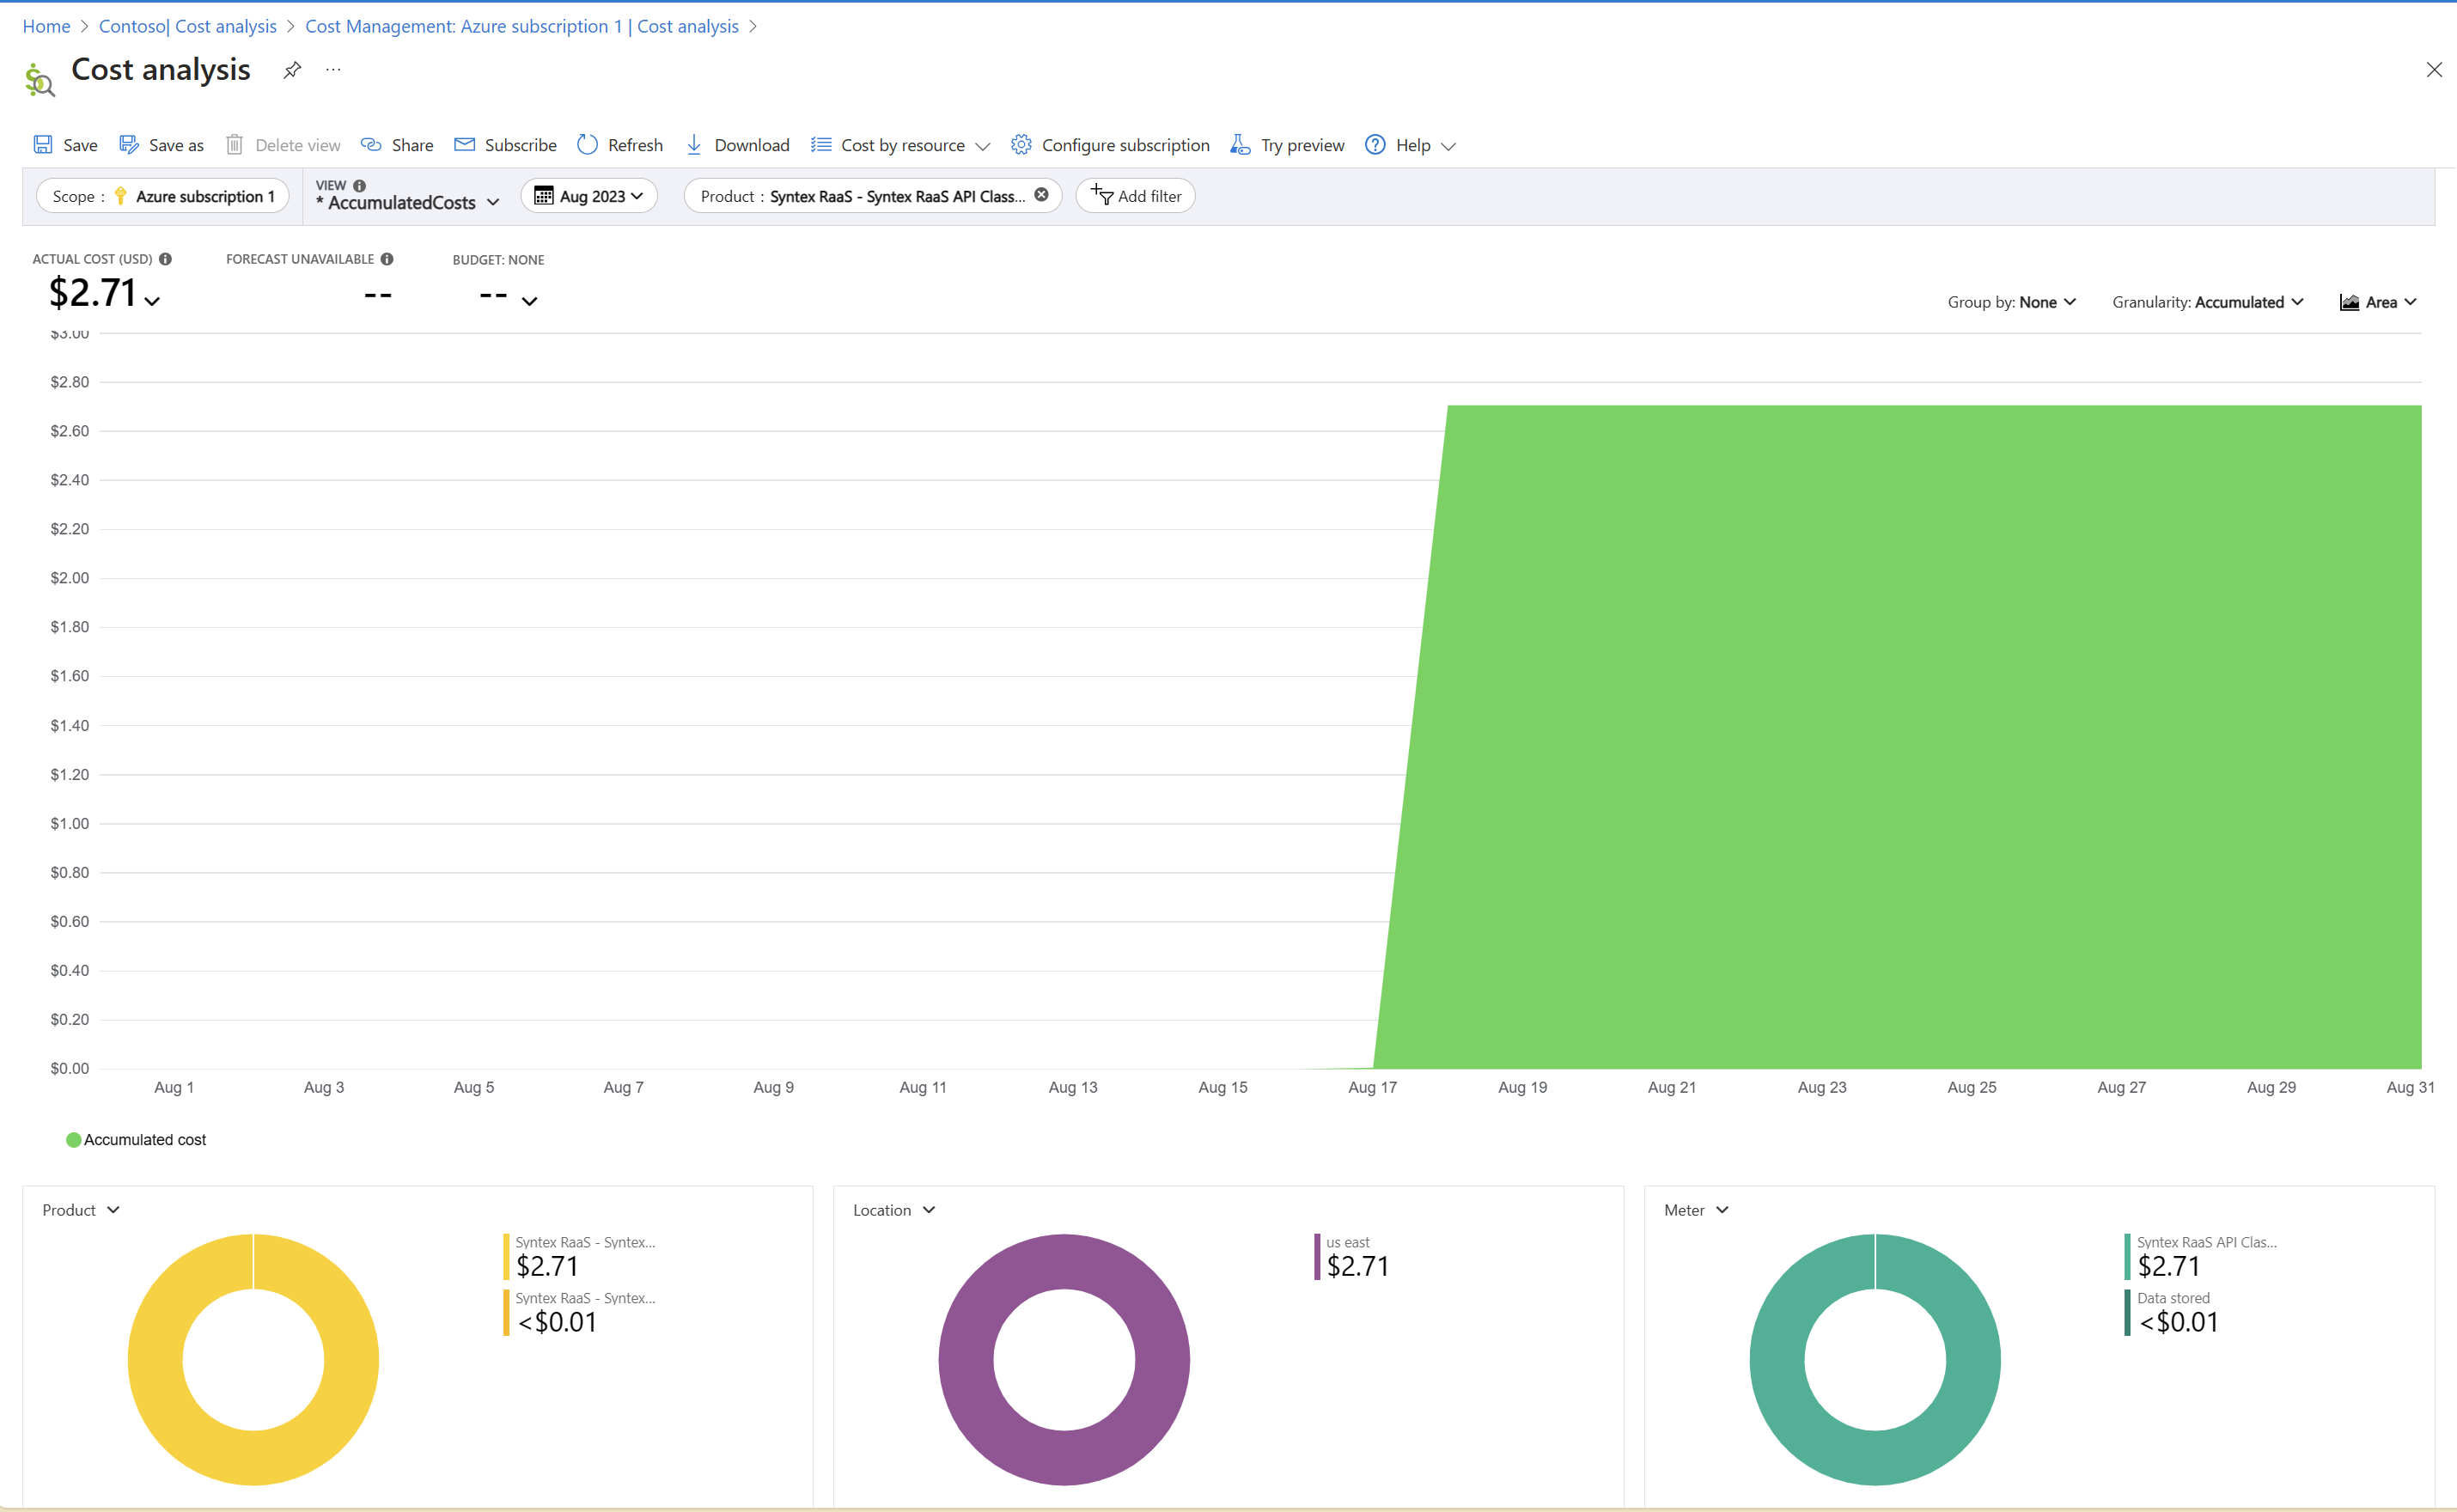 Home > Contoso| Cost analysis > Cost Management: Azure subscription 1 | Cost analysis >
Cost analysis ...
Save Save as Delete view Share Subscribe Refresh Download Cost by resource Configure subscription Try preview Help
Scope : Azure subscription 1 VIEW * AccumulatedCosts Aug 2023 Product : Syntex RaaS - Syntex RaaS API Class... Add filter
ACTUAL COST (USD) FORECAST UNAVAILABLE BUDGET: NONE
$2.71 -- --
Group by: None Granularity: Accumulated Area
$3.00
$2.80
$2.60
$2.40
$2.20
$2.00
$1.80
$1.60
$1.40
$1.20
$1.00
$0.80
$0.60
$0.40
$0.20
$0.00
Aug 1 Aug 3 Aug 5 Aug 7 Aug 9 Aug 11 Aug 13 Aug 15 Aug 17 Aug 19 Aug 21 Aug 23 Aug 25 Aug 27 Aug 29 Aug 31
Accumulated cost
Product
Syntex RaaS - Syntex...
$2.71
Syntex RaaS - Syntex...
<$0.01
Location
us east
$2.71
Meter
Syntex RaaS API Clas...
$2.71
Data stored
<$0.01